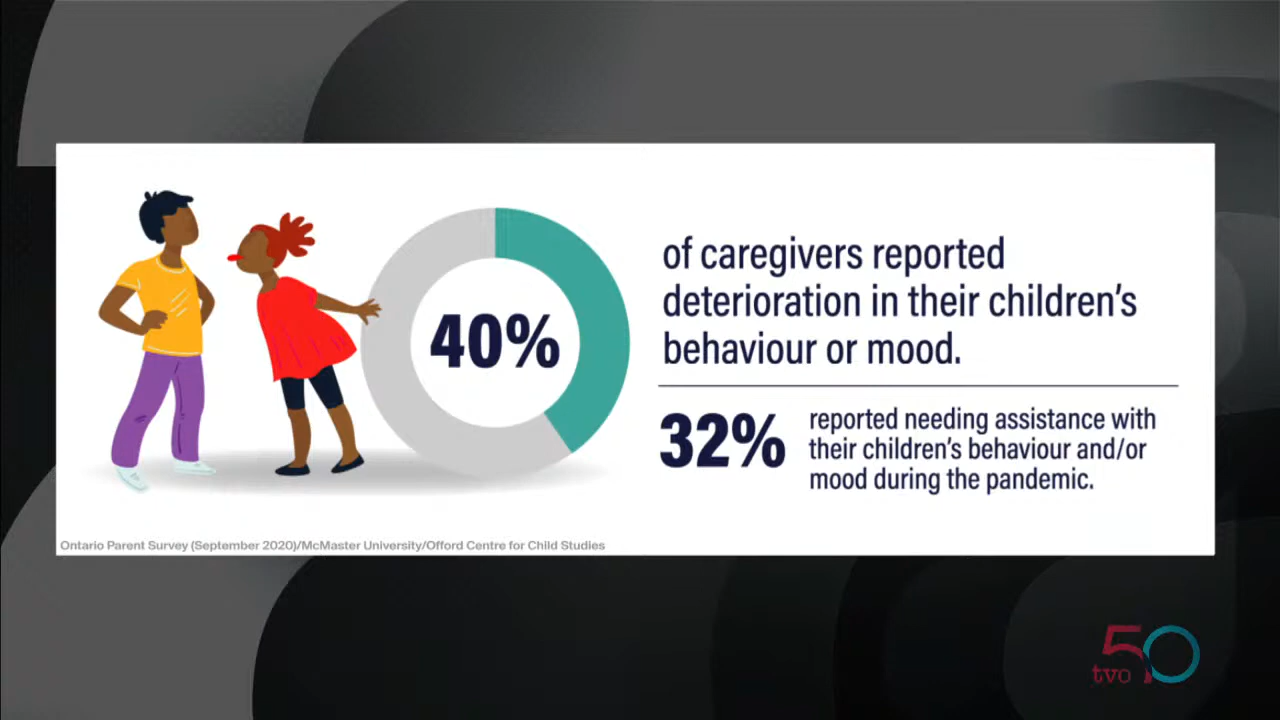 40%
of caregivers reported
deterioration in their children's
behaviour or mood.
32%
reported needing assistance with
their children's behaviour and/or
mood during the pandemic.
Ontario Parent Survey (September 2020)/McMaster University/Offord Centre for Child Studies
50
tvo